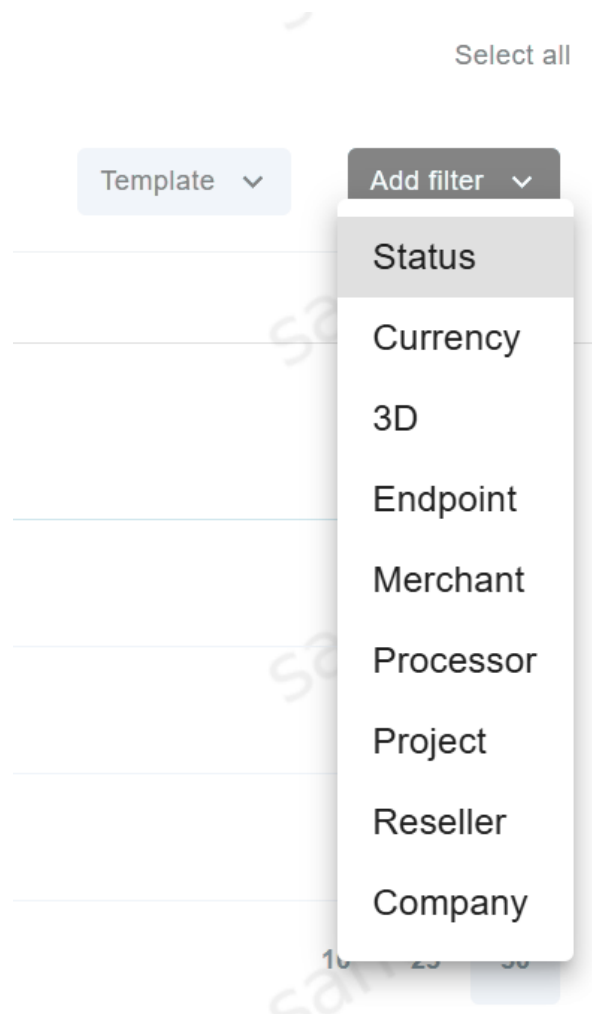 Select all
Template
Add filter
Status
Currency
3D
Endpoint
Merchant
Processor
Project
Reseller
Company